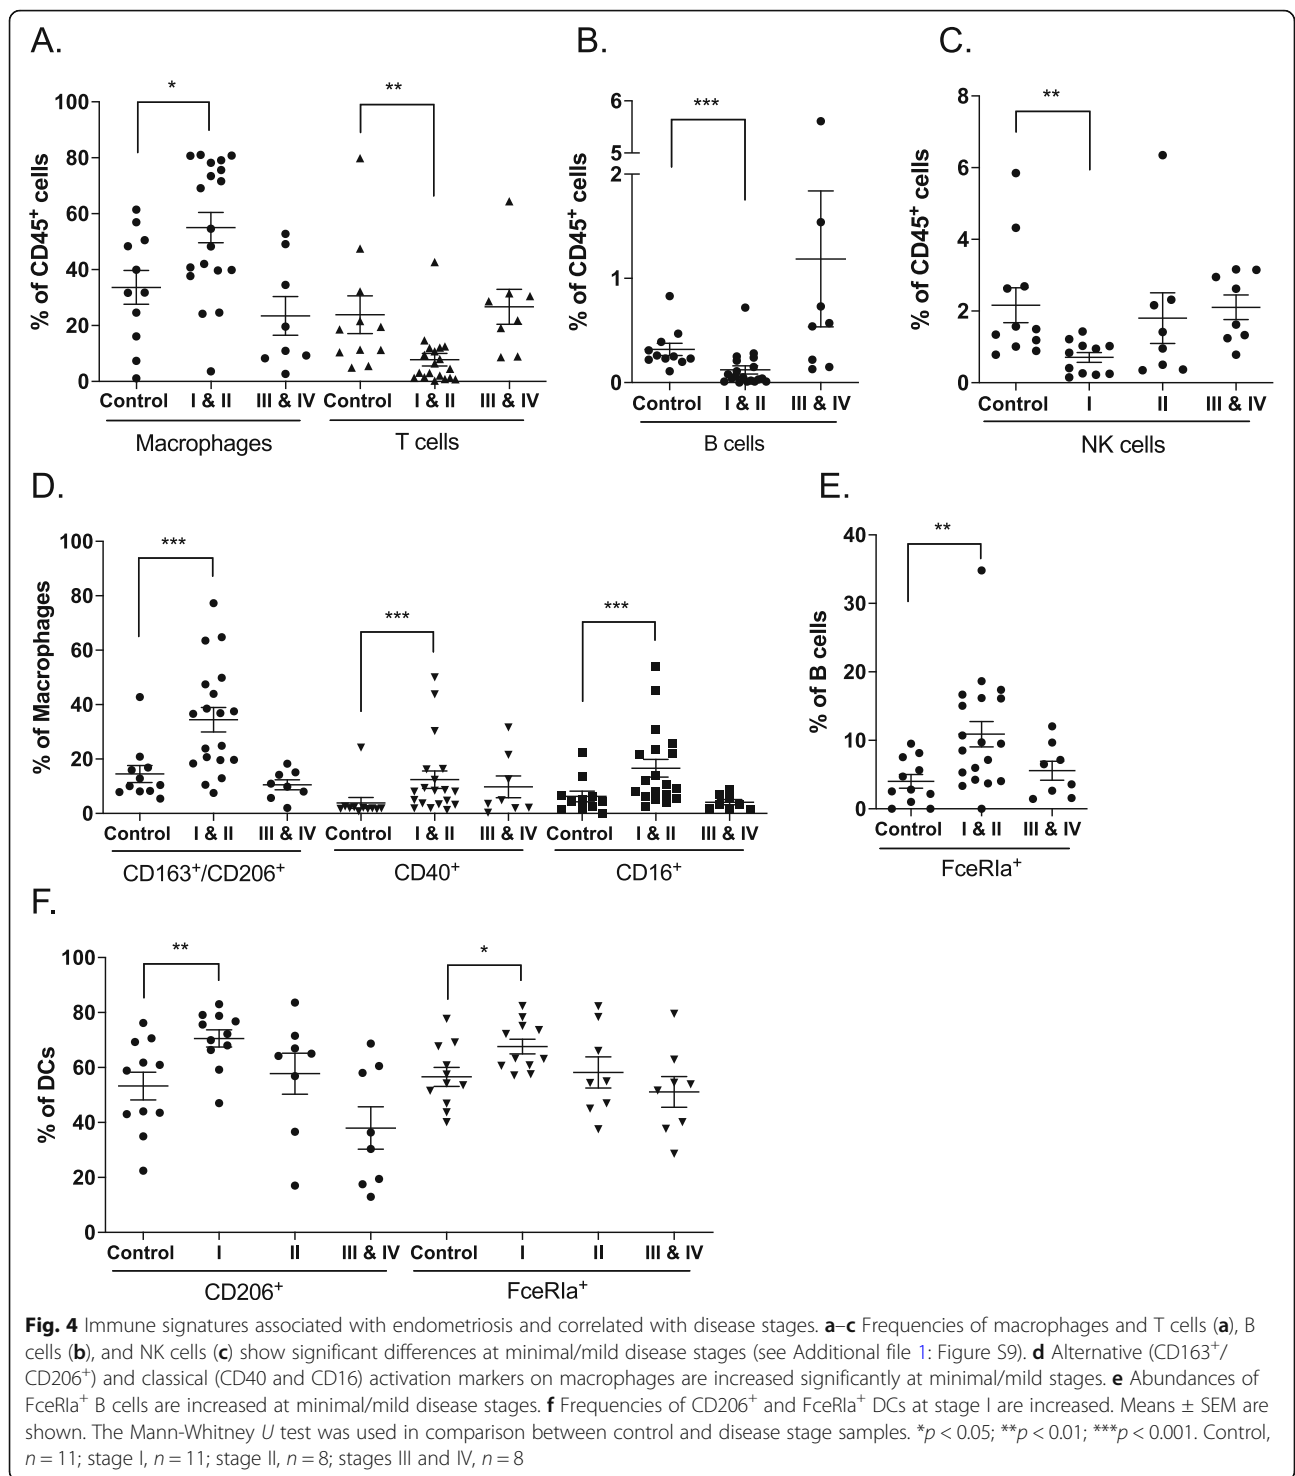 A.
B.
C.
* **
% of CD45+ cells
100
80
60
40
20
0
Control I & II III & IV Control I & II III & IV
Macrophages T cells
***
% of CD45+ cells
6
5
2
1
0
Control I & II III & IV
B cells
**
% of CD45+ cells
8
6
4
2
0
Control I II III & IV
NK cells
D.
E.
*** *** ***
% of Macrophages
100
80
60
40
20
0
Control I & II III & IV Control I & II III & IV Control I & II III & IV
CD163+/CD206+ CD40+ CD16+
**
% of B cells
40
30
20
10
0
Control I & II III & IV
FceRIa+
F.
** *
% of DCs
100
80
60
40
20
0
Control I II III & IV Control I II III & IV
CD206+ FceRIa+
Fig. 4 Immune signatures associated with endometriosis and correlated with disease stages. a–c Frequencies of macrophages and T cells (a), B
cells (b), and NK cells (c) show significant differences at minimal/mild disease stages (see Additional file 1: Figure S9). d Alternative (CD163+/
CD206+) and classical (CD40 and CD16) activation markers on macrophages are increased significantly at minimal/mild stages. e Abundances of
FceRIa+ B cells are increased at minimal/mild disease stages. f Frequencies of CD206+ and FceRIa+ DCs at stage I are increased. Means ± SEM are
shown. The Mann-Whitney U test was used in comparison between control and disease stage samples. *p < 0.05; **p < 0.01; ***p < 0.001. Control,
n = 11; stage I, n = 11; stage II, n = 8; stages III and IV, n = 8